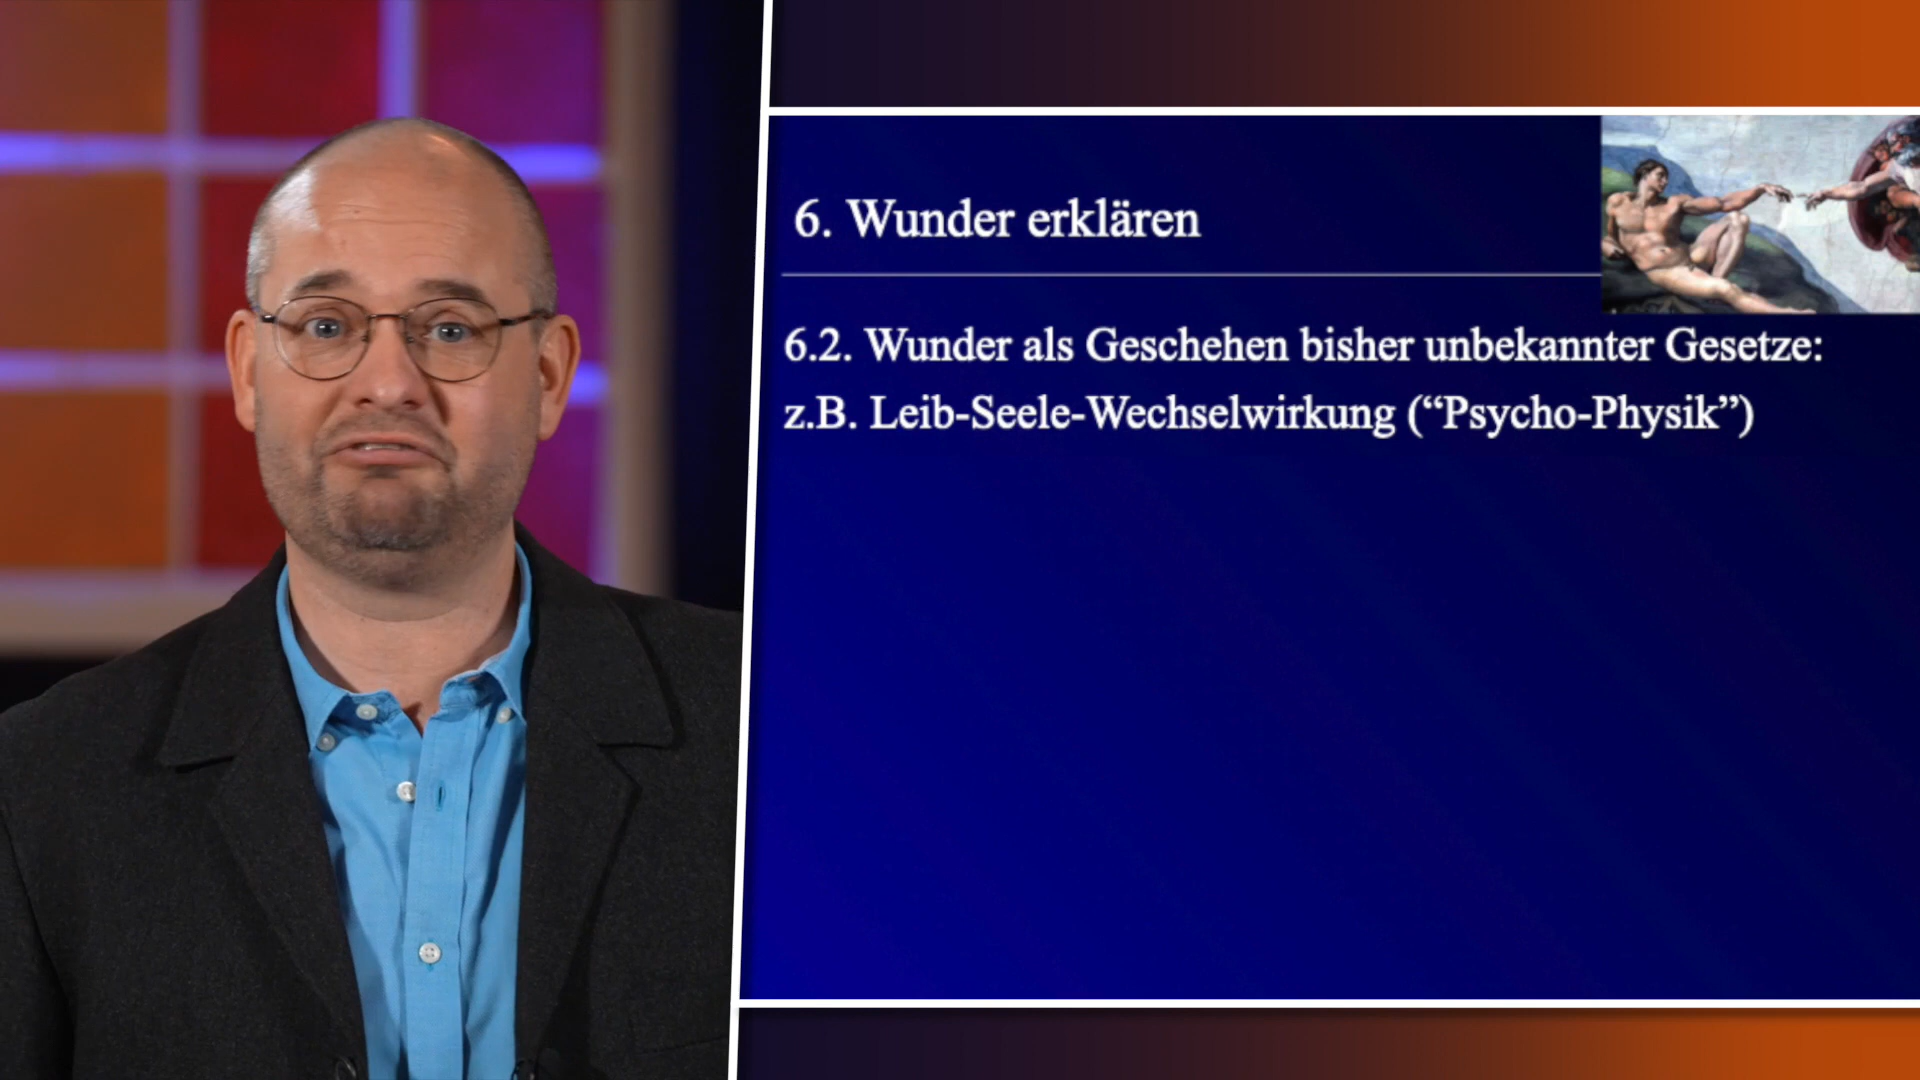 6. Wunder erklären
6.2. Wunder als Geschehen bisher unbekannter Gesetze:
z.B. Leib-Seele-Wechselwirkung (“Psycho-Physik”)